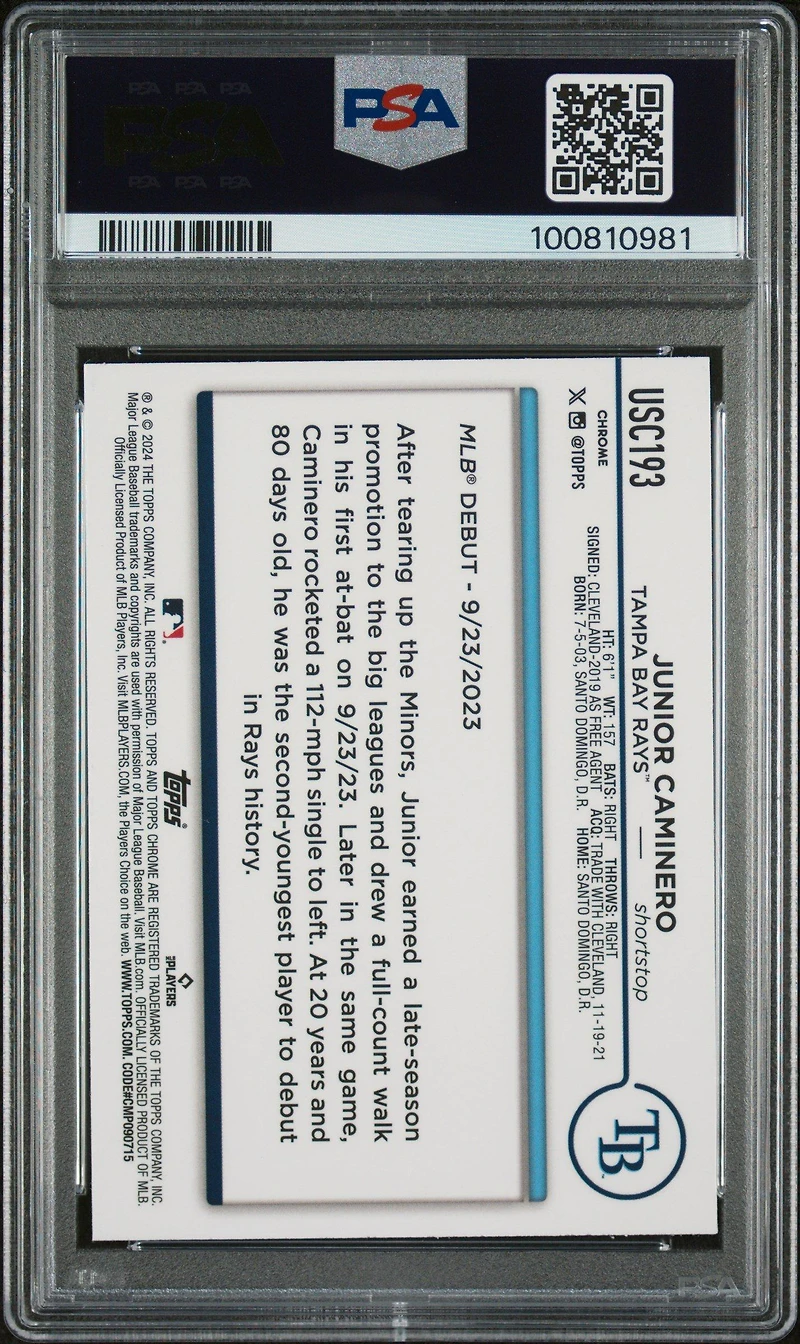 PSA PSA PSA
PSA
PSA PSA PSA
PSA
100810981
USC193
CHROME
@TOPPS
JUNIOR CAMINERO
TAMPA BAY RAYS™ — shortstop
HT: 6'1" WT: 157 BATS: RIGHT THROWS: RIGHT
SIGNED: CLEVELAND-2019 AS FREE AGENT ACQ: TRADE WITH CLEVELAND, 11-19-21
BORN: 7-5-03, SANTO DOMINGO, D.R. HOME: SANTO DOMINGO, D.R.
TB
MLB® DEBUT - 9/23/2023
After tearing up the Minors, Junior earned a late-season
promotion to the big leagues and drew a full-count walk
in his first at-bat on 9/23/23. Later in the same game,
Caminero rocketed a 112-mph single to left. At 20 years and
80 days old, he was the second-youngest player to debut
in Rays history.
topps®
MLB PLAYERS
® & © 2024 THE TOPPS COMPANY, INC. ALL RIGHTS RESERVED. TOPPS AND TOPPS CHROME ARE REGISTERED TRADEMARKS OF THE TOPPS COMPANY, INC.
Major League Baseball trademarks and copyrights are used with permission of Major League Baseball. Visit MLB.com. OFFICIALLY LICENSED PRODUCT OF MLB.
Officially Licensed Product of MLB Players, Inc. Visit MLBPLAYERS.COM, the Players Choice on the web. WWW.TOPPS.COM. CODE#CMP090715
PSA